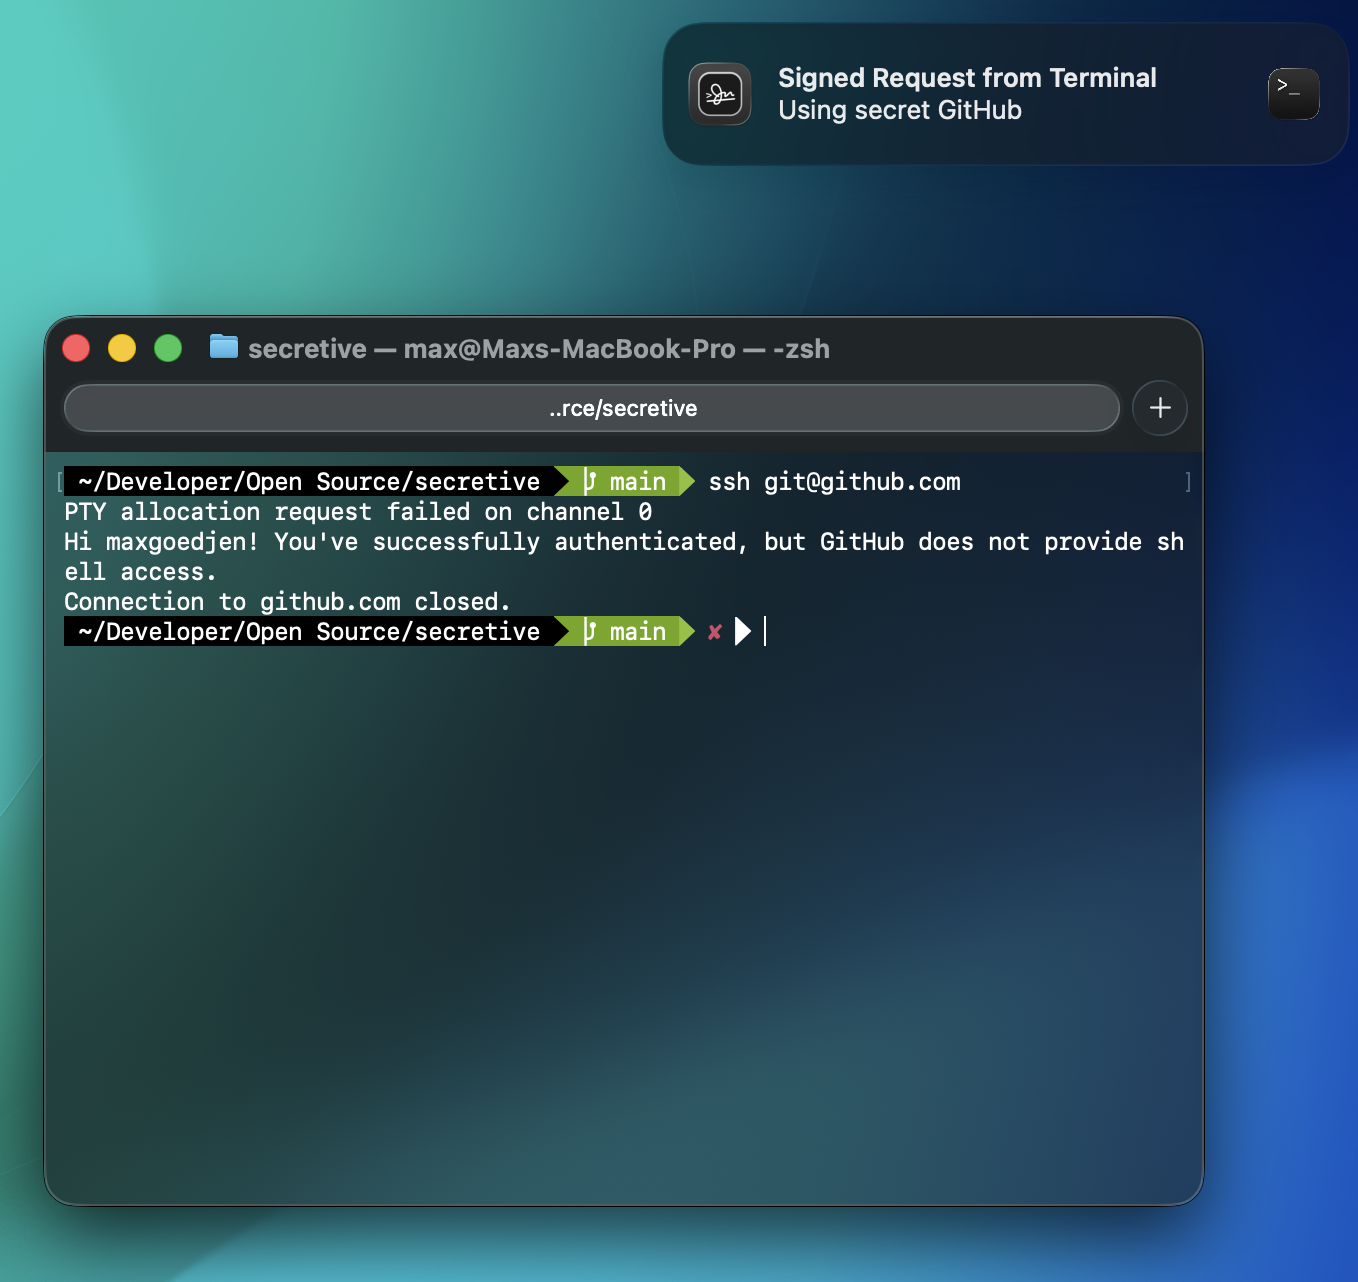 Signed Request from Terminal
Using secret GitHub
>_
secretive — max@Maxs-MacBook-Pro — -zsh
..rce/secretive
+
[ ~/Developer/Open Source/secretive main ssh git@github.com ]
PTY allocation request failed on channel 0
Hi maxgoedjen! You've successfully authenticated, but GitHub does not provide sh
ell access.
Connection to github.com closed.
~/Developer/Open Source/secretive main ✘